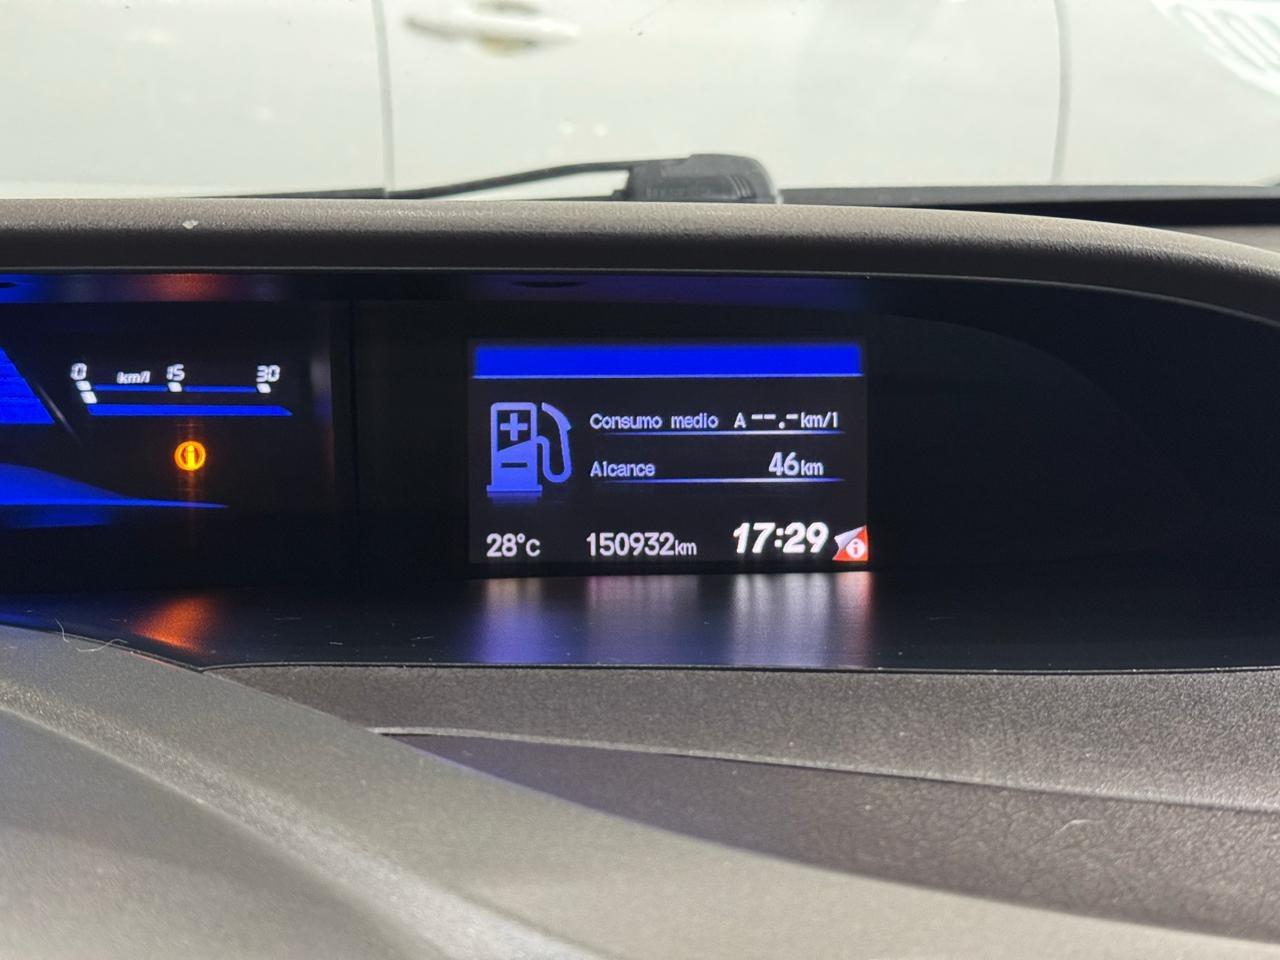 0 km/l 15 30
Consumo medio A --.- km/l
Alcance 46km
28°c 150932km 17:29